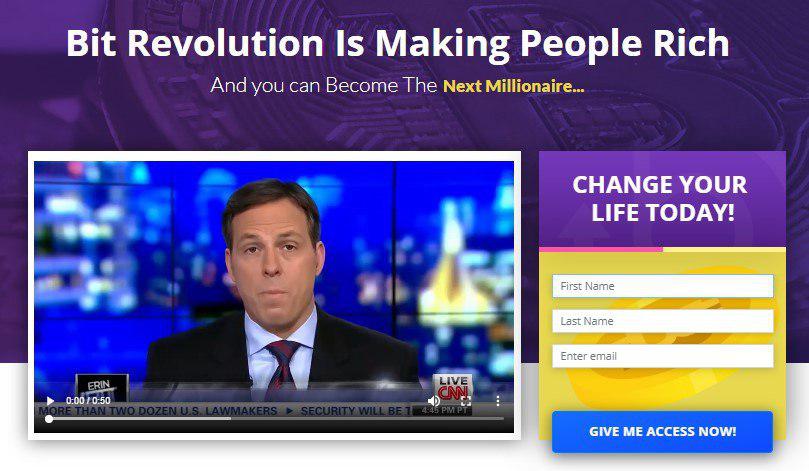 Bit Revolution Is Making People Rich
And you can Become The Next Millionaire...
CHANGE YOUR
LIFE TODAY!
First Name
Last Name
Enter email
GIVE ME ACCESS NOW!
ERIN
LIVE
CNN
0:00 / 0:50
MORE THAN TWO DOZEN U.S. LAWMAKERS ▶ SECURITY WILL BE
4:45 PM PT